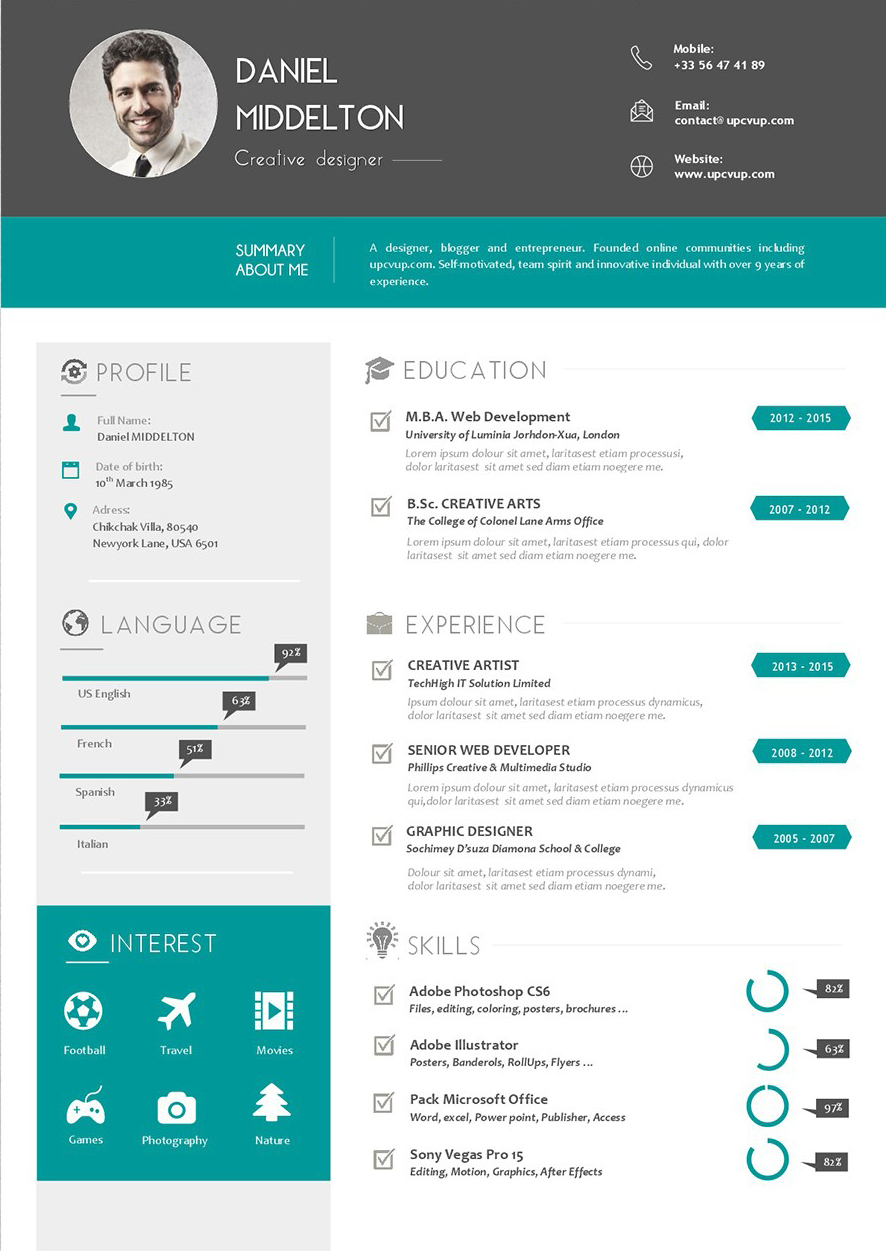 DANIEL
MIDDELTON
Creative designer
Mobile:
+33 56 47 41 89
Email:
contact@upcvup.com
Website:
www.upcvup.com
SUMMARY
ABOUT ME
A designer, blogger and entrepreneur. Founded online communities including
upcvup.com. Self-motivated, team spirit and innovative individual with over 9 years of
experience.
PROFILE
Full Name:
Daniel MIDDELTON
Date of birth:
10th March 1985
Adress:
Chikchak Villa, 80540
Newyork Lane, USA 6501
LANGUAGE
92%
US English
63%
French
51%
Spanish
33%
Italian
INTEREST
Football
Travel
Movies
Games
Photography
Nature
EDUCATION
M.B.A. Web Development
2012 - 2015
University of Luminia Jorhdon-Xua, London
Lorem ipsum dolour sit amet, laritasest etiam processusi,
dolor laritasest sit amet sed diam etiam noegere me.
B.Sc. CREATIVE ARTS
2007 - 2012
The College of Colonel Lane Arms Office
Lorem ipsum dolour sit amet, laritasest etiam processus qui, dolor
laritasest sit amet sed diam etiam noegere me.
EXPERIENCE
CREATIVE ARTIST
2013 - 2015
TechHigh IT Solution Limited
Ipsum dolour sit amet, laritasest etiam processus dynamicus,
dolor laritasest sit amet sed diam etiam noegere me.
SENIOR WEB DEVELOPER
2008 - 2012
Phillips Creative & Multimedia Studio
Lorem ipsum dolour sit amet, laritasest etiam processus dynamicus
qui,dolor laritasest sit amet sed diam etiam noegere me.
GRAPHIC DESIGNER
2005 - 2007
Sochimey D'suza Diamona School & College
Dolour sit amet, laritasest etiam processus dynami,
dolor laritasest sit amet sed diam etiam noegere me.
SKILLS
Adobe Photoshop CS6
82%
Files, editing, coloring, posters, brochures ...
Adobe Illustrator
63%
Posters, Banderols, RollUps, Flyers ...
Pack Microsoft Office
97%
Word, excel, Power point, Publisher, Access
Sony Vegas Pro 15
82%
Editing, Motion, Graphics, After Effects